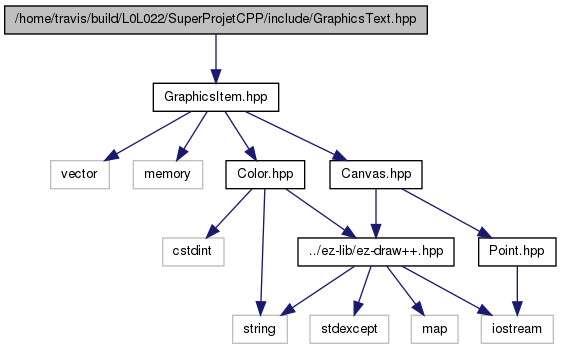 /home/travis/build/L0L022/SuperProjetCPP/include/GraphicsText.hpp
GraphicsItem.hpp
vector
memory
Color.hpp
Canvas.hpp
cstdint
../ez-lib/ez-draw++.hpp
Point.hpp
string
stdexcept
map
iostream